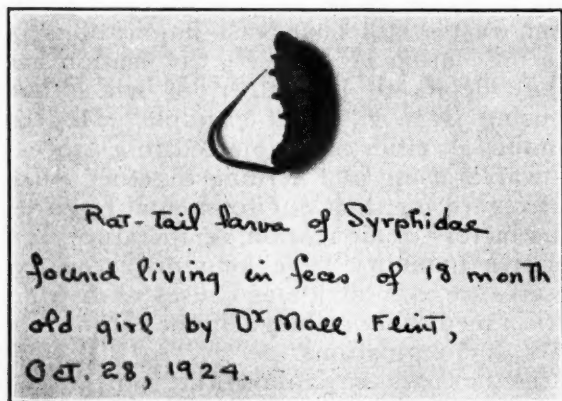 Rat-Tail larva of Syrphidae
found living in feces of 18 month
old girl by Dr Mall, Flint,
Oct. 28, 1924.